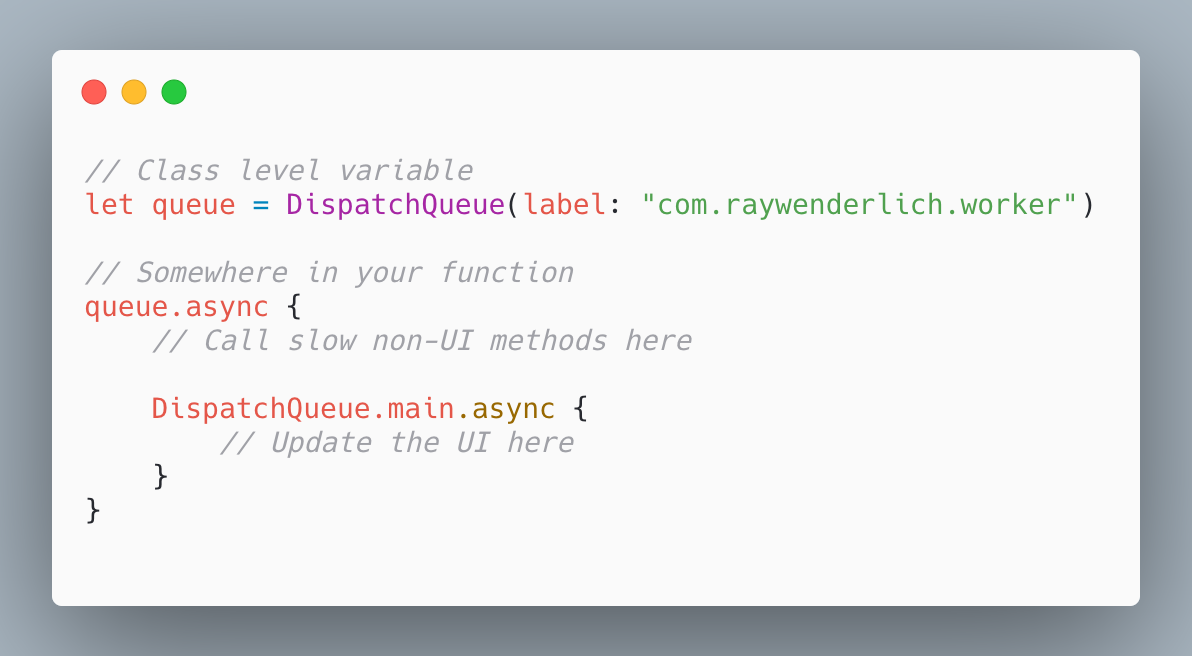 // Class level variable
let queue = DispatchQueue(label: "com.raywenderlich.worker")
// Somewhere in your function
queue.async {
// Call slow non-UI methods here
DispatchQueue.main.async {
// Update the UI here
}
}